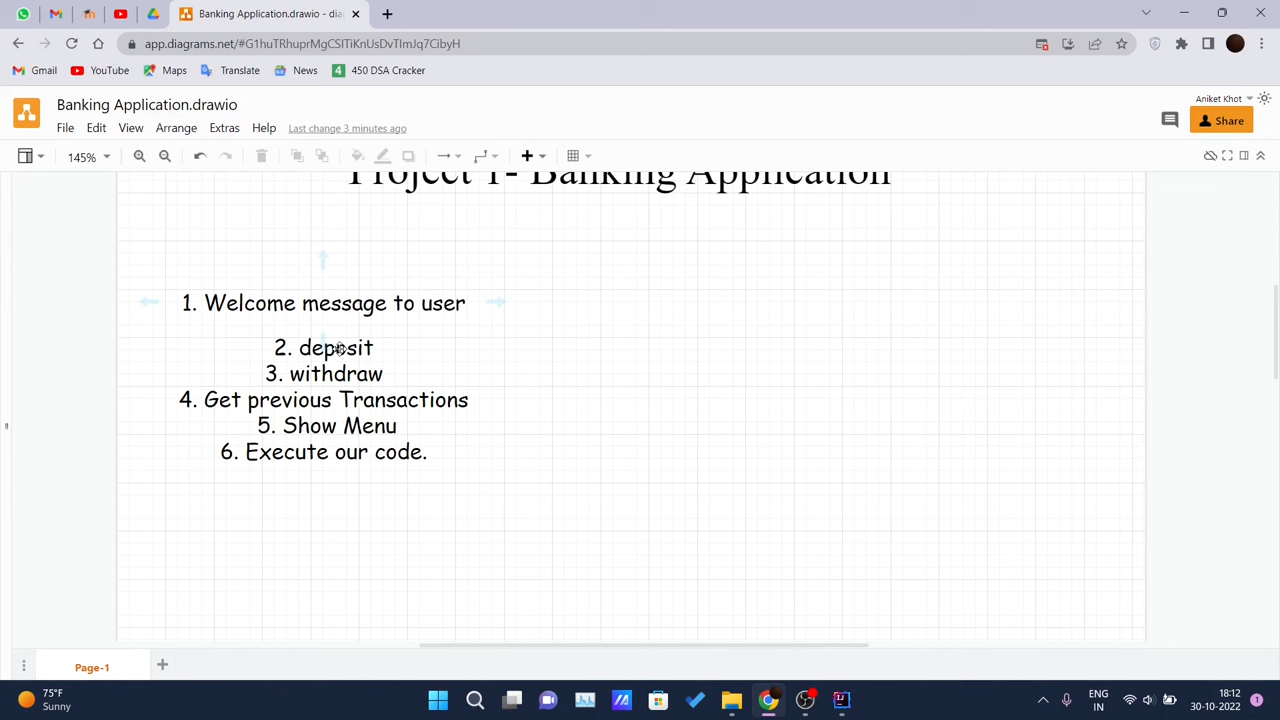 Banking Application.drawio - dia
app.diagrams.net/#G1huTRhuprMgCStTiKnUsDvTImJq7CibyH
Gmail
YouTube
Maps
Translate
News
4 450 DSA Cracker
Banking Application.drawio
Aniket Khot
File Edit View Arrange Extras Help Last change 3 minutes ago
Share
145%
Project 1- Banking Application
1. Welcome message to user
2. deposit
3. withdraw
4. Get previous Transactions
5. Show Menu
6. Execute our code.
Page-1
75°F
Sunny
ENG
IN
18:12
30-10-2022
1